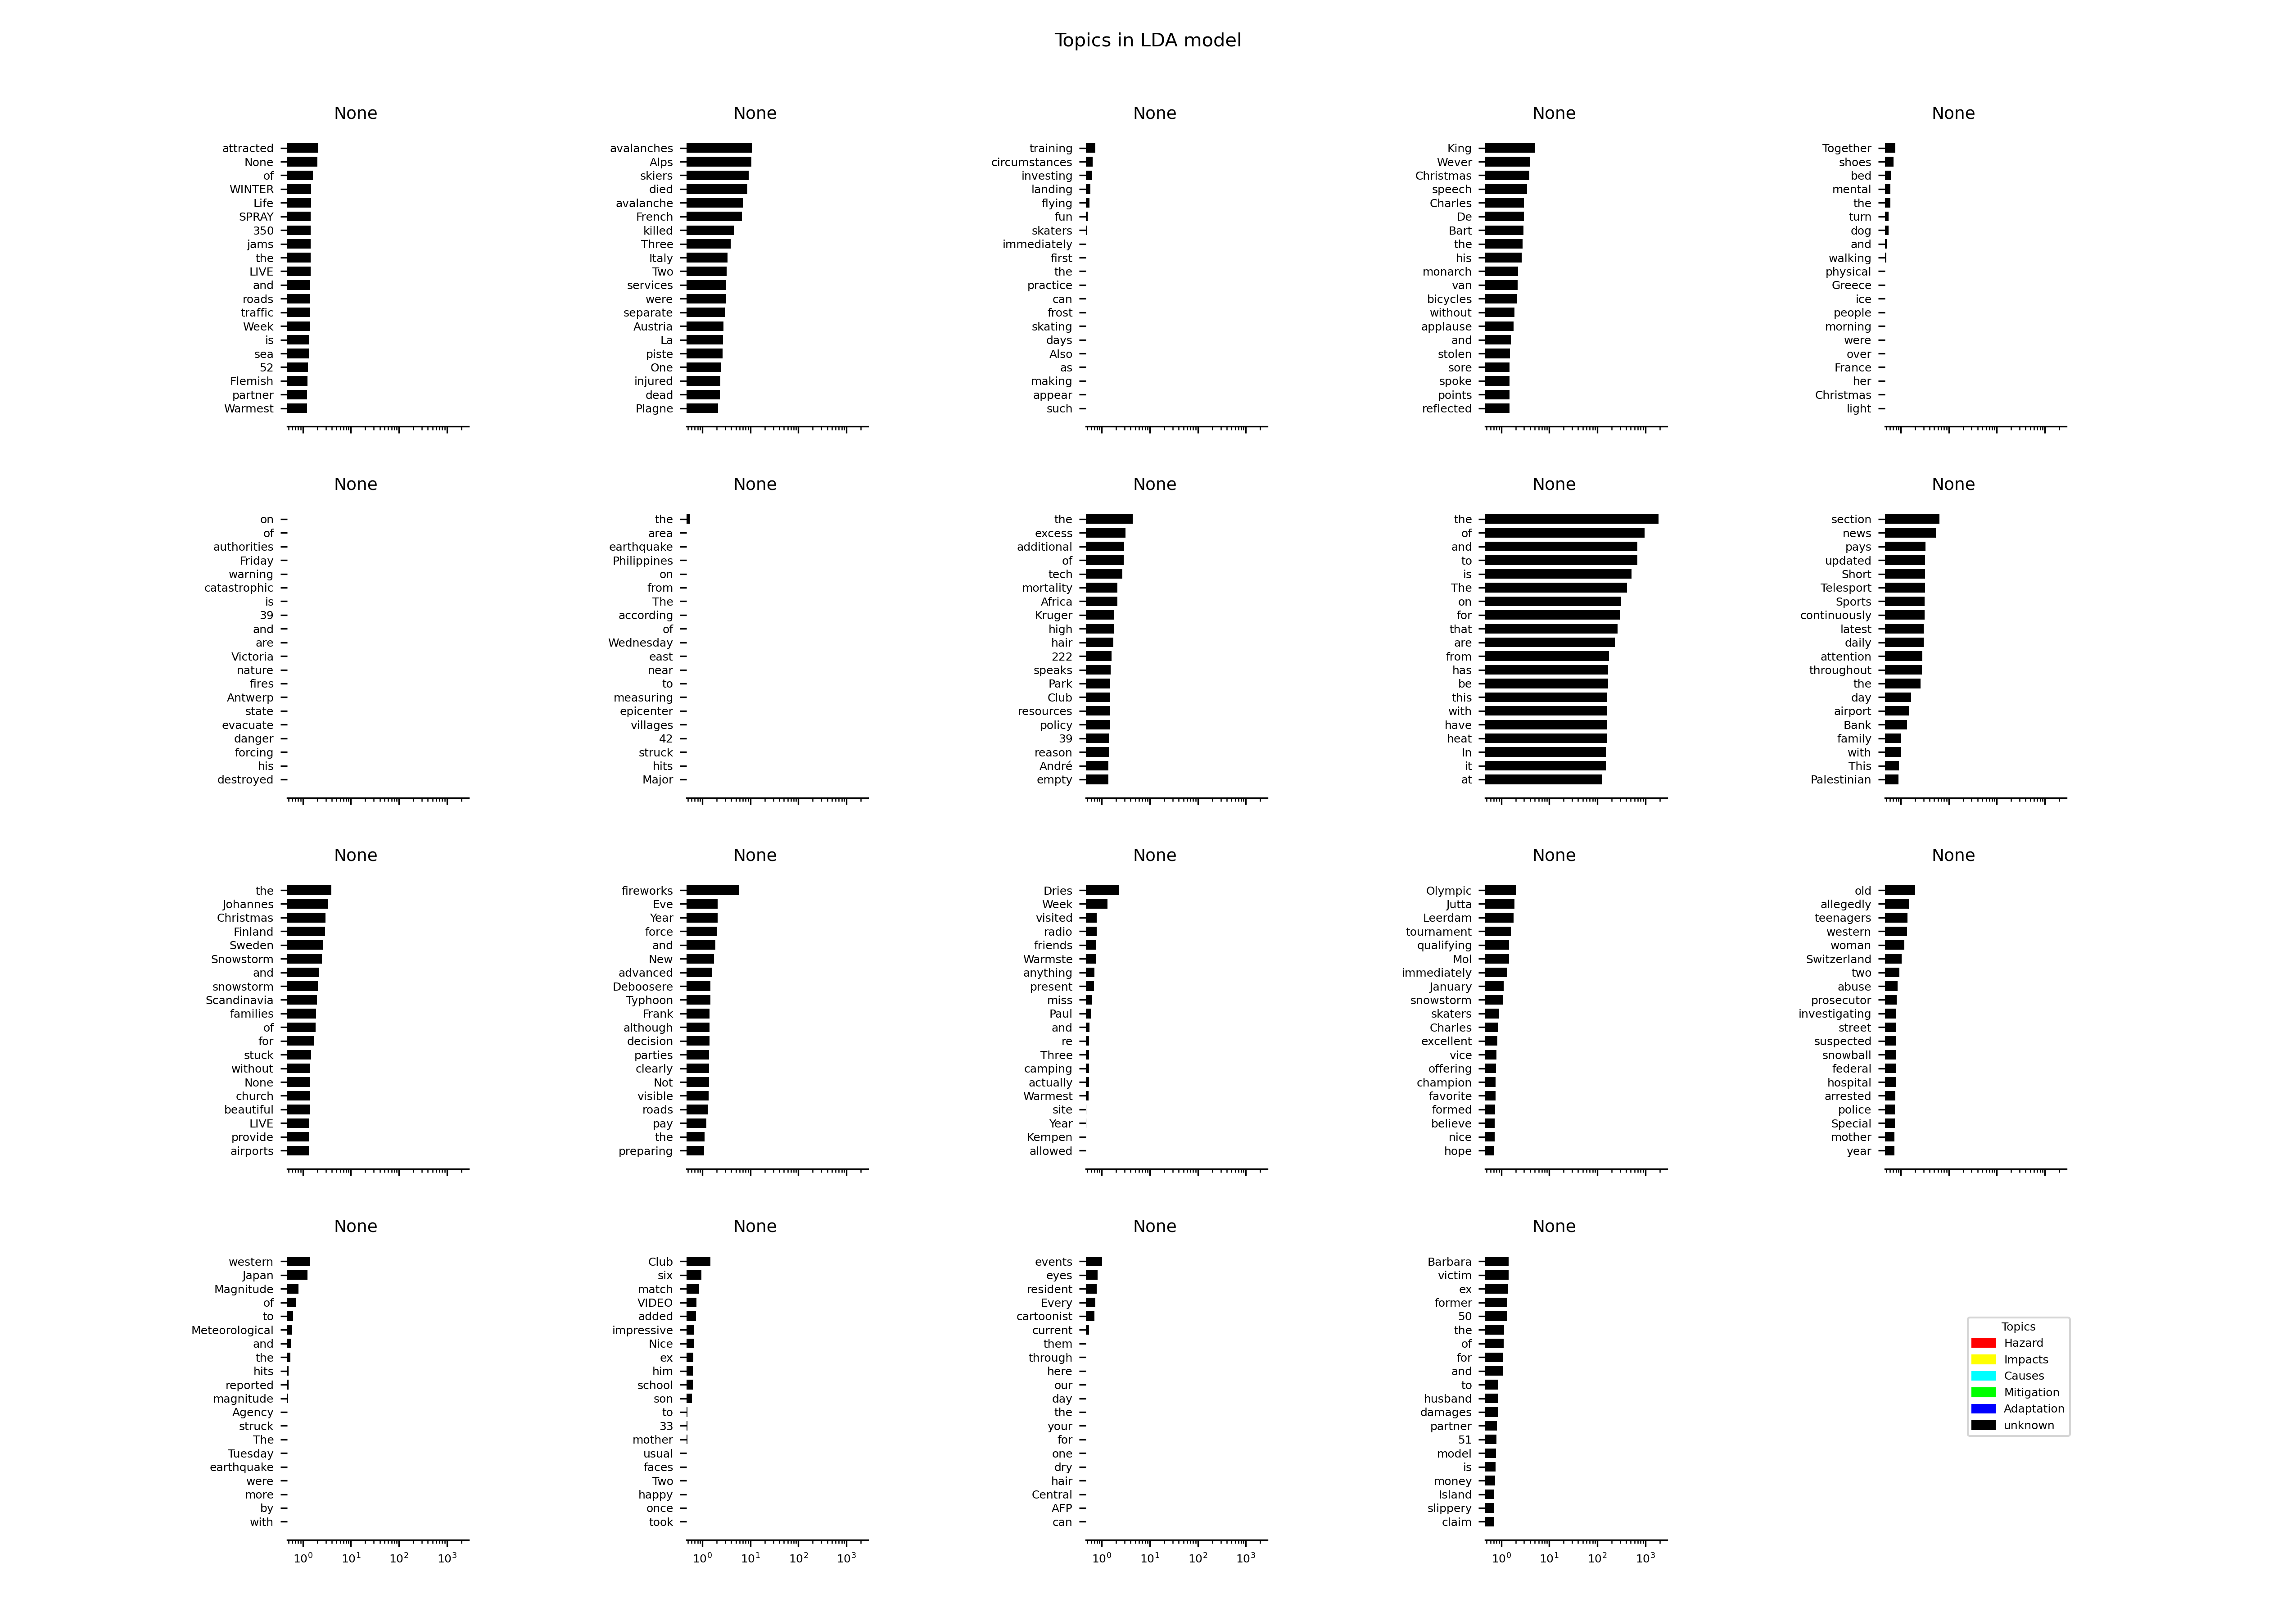 Topics in LDA model
None
attracted
None
of
WINTER
Life
SPRAY
350
jams
the
LIVE
and
roads
traffic
Week
is
sea
52
Flemish
partner
Warmest
None
avalanches
Alps
skiers
died
avalanche
French
killed
Three
Italy
Two
services
were
separate
Austria
La
piste
One
injured
dead
Plagne
None
training
circumstances
investing
landing
flying
fun
skaters
immediately
first
the
practice
can
frost
skating
days
Also
as
making
appear
such
None
King
Wever
Christmas
speech
Charles
De
Bart
the
his
monarch
van
bicycles
without
applause
and
stolen
sore
spoke
points
reflected
None
Together
shoes
bed
mental
the
turn
dog
and
walking
physical
Greece
ice
people
morning
were
over
France
her
Christmas
light
None
on
of
authorities
Friday
warning
catastrophic
is
39
and
are
Victoria
nature
fires
Antwerp
state
evacuate
danger
forcing
his
destroyed
None
the
area
earthquake
Philippines
on
from
The
according
of
Wednesday
east
near
to
measuring
epicenter
villages
42
struck
hits
Major
None
the
excess
additional
of
tech
mortality
Africa
Kruger
high
hair
222
speaks
Park
Club
resources
policy
39
reason
André
empty
None
the
of
and
to
is
The
on
for
that
are
from
has
be
this
with
have
heat
In
it
at
None
section
news
pays
updated
Short
Telesport
Sports
continuously
latest
daily
attention
throughout
the
day
airport
Bank
family
with
This
Palestinian
None
the
Johannes
Christmas
Finland
Sweden
Snowstorm
and
snowstorm
Scandinavia
families
of
for
stuck
without
None
church
beautiful
LIVE
provide
airports
None
fireworks
Eve
Year
force
and
New
advanced
Deboosere
Typhoon
Frank
although
decision
parties
clearly
Not
visible
roads
pay
the
preparing
None
Dries
Week
visited
radio
friends
Warmste
anything
present
miss
Paul
and
re
Three
camping
actually
Warmest
site
Year
Kempen
allowed
None
Olympic
Jutta
Leerdam
tournament
qualifying
Mol
immediately
January
snowstorm
skaters
Charles
excellent
vice
offering
champion
favorite
formed
believe
nice
hope
None
old
allegedly
teenagers
western
woman
Switzerland
two
abuse
prosecutor
investigating
street
suspected
snowball
federal
hospital
arrested
police
Special
mother
year
None
western
Japan
Magnitude
of
to
Meteorological
and
the
hits
reported
magnitude
Agency
struck
The
Tuesday
earthquake
were
more
by
with
10⁰ 10¹ 10² 10³
None
Club
six
match
VIDEO
added
impressive
Nice
ex
him
school
son
to
33
mother
usual
faces
Two
happy
once
took
10⁰ 10¹ 10² 10³
None
events
eyes
resident
Every
cartoonist
current
them
through
here
our
day
the
your
for
one
dry
hair
Central
AFP
can
10⁰ 10¹ 10² 10³
None
Barbara
victim
ex
former
50
the
of
for
and
to
husband
damages
partner
51
model
is
money
Island
slippery
claim
10⁰ 10¹ 10² 10³
Topics
Hazard
Impacts
Causes
Mitigation
Adaptation
unknown